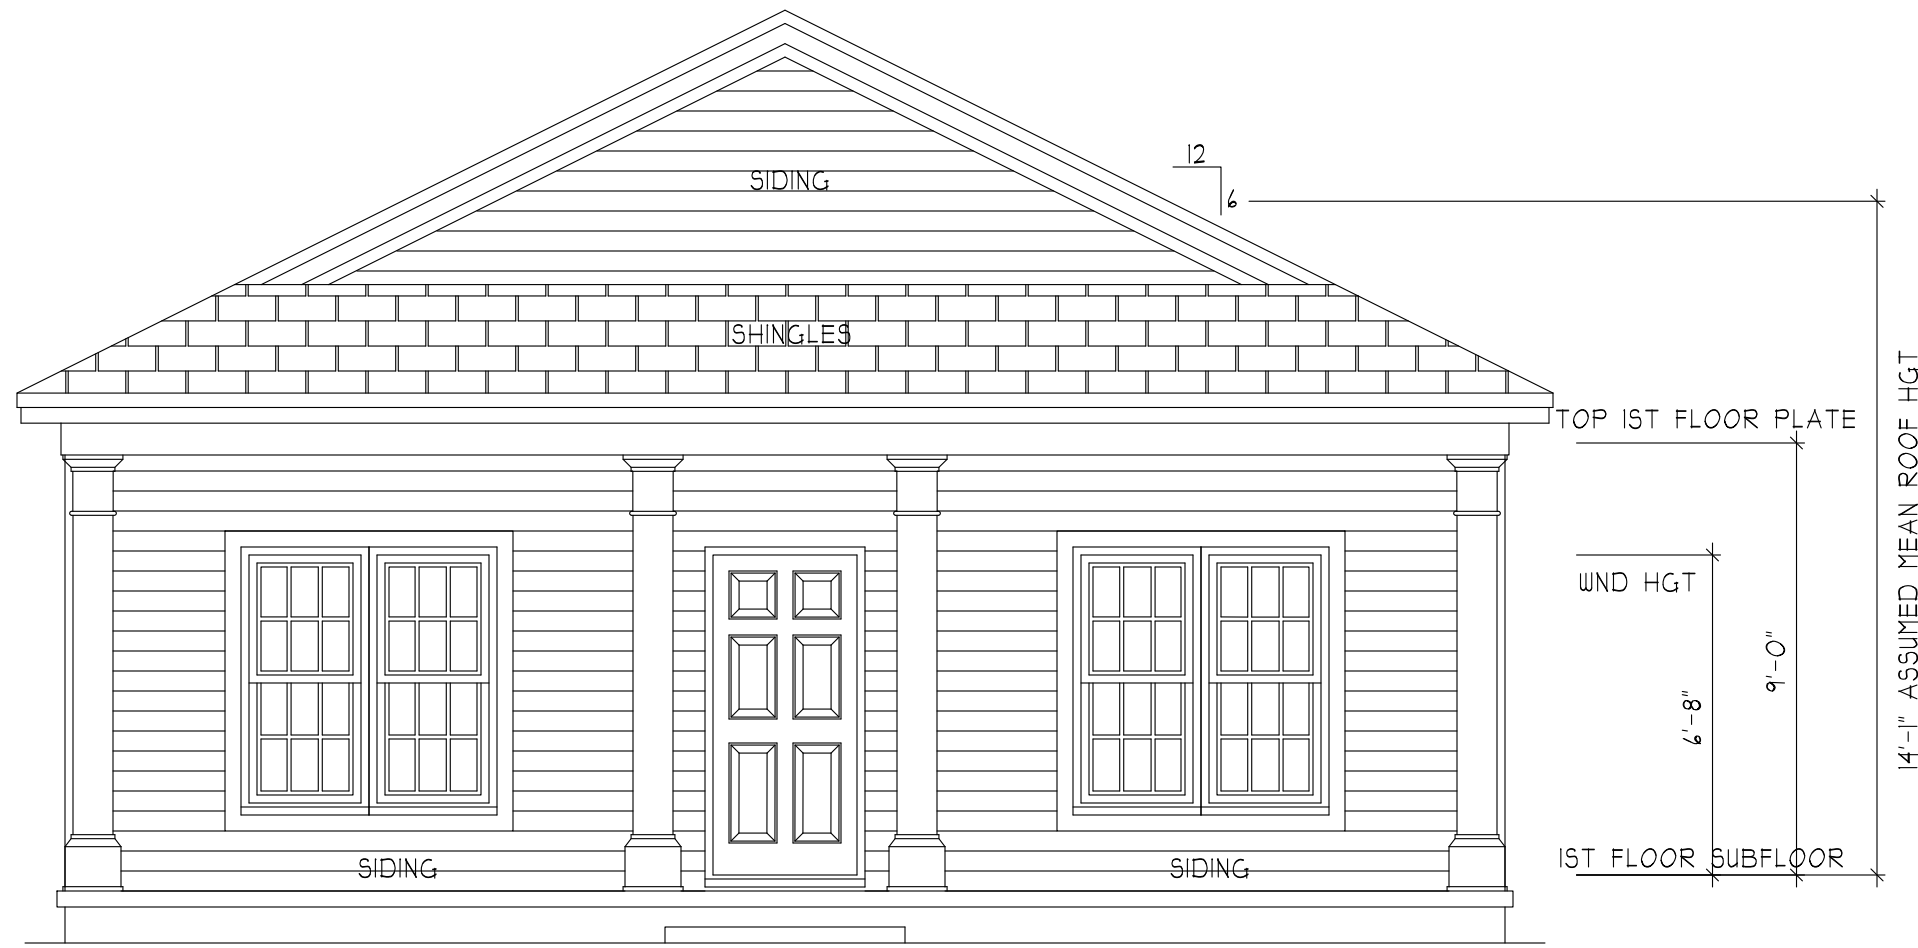 12
6
SIDING
SHINGLES
TOP 1ST FLOOR PLATE
WND HGT
9'-0"
6'-8"
14'-1" ASSUMED MEAN ROOF HGT
1ST FLOOR SUBFLOOR
SIDING
SIDING